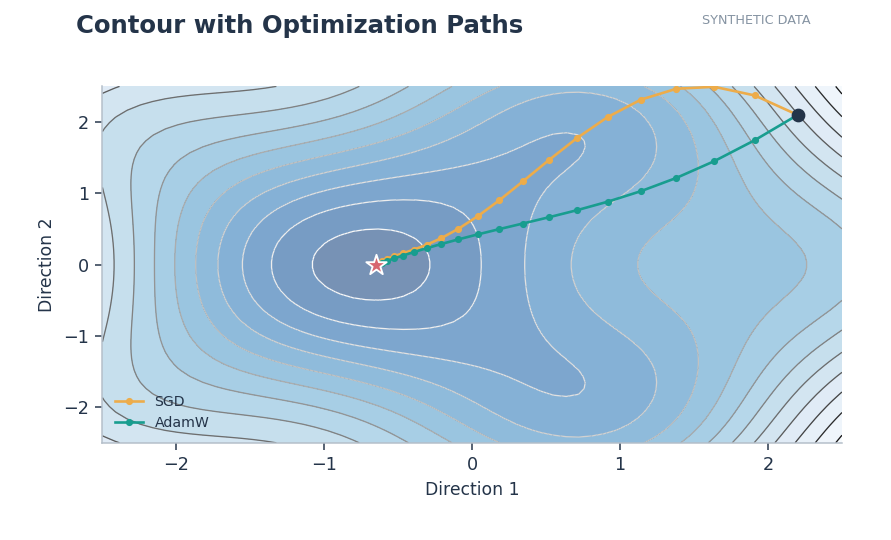 Contour with Optimization Paths
SYNTHETIC DATA
Direction 2
2
1
0
−1
−2
SGD
AdamW
−2
−1
0
1
2
Direction 1